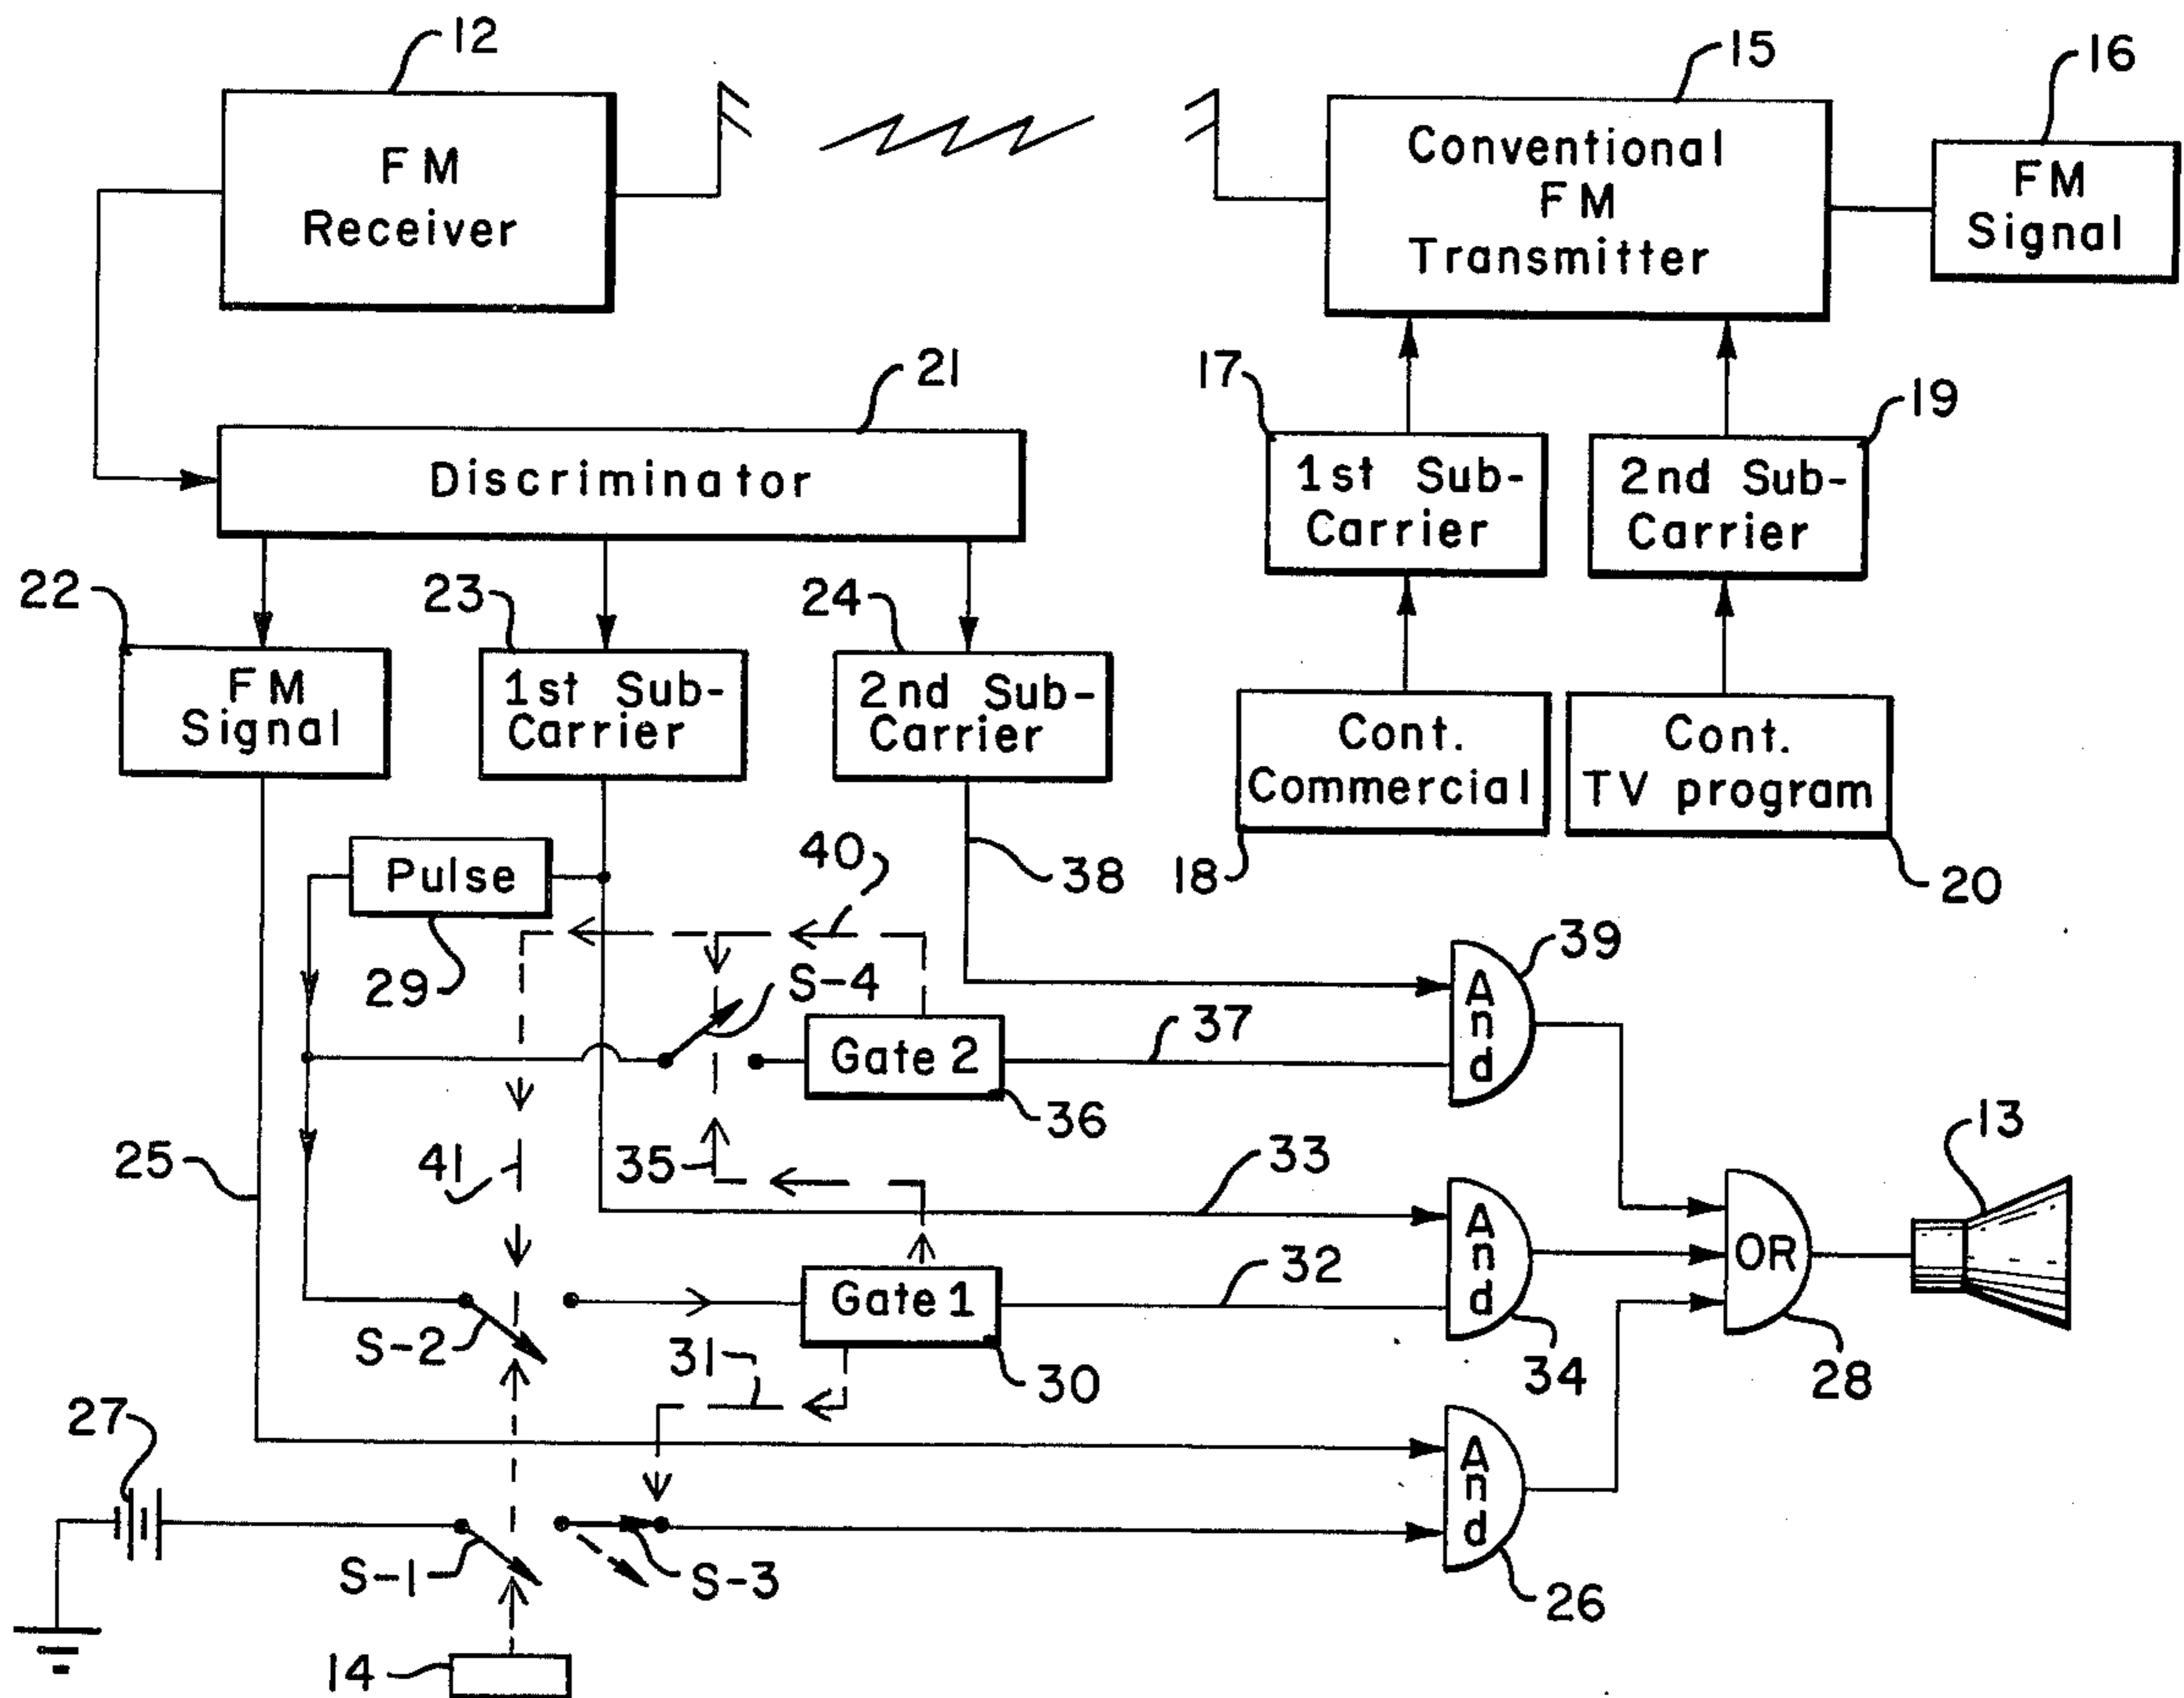 12
15
16
FM
Receiver
Conventional
FM
Transmitter
FM
Signal
21
17
19
Discriminator
1st Sub-
Carrier
2nd Sub-
Carrier
22
23
24
FM
Signal
1st Sub-
Carrier
2nd Sub-
Carrier
Cont.
Commercial
Cont.
TV program
18
20
Pulse
29
40
38
39
S-4
And
Gate 2
37
36
25
41
35
33
13
And
Gate 1
32
OR
S-2
31
30
34
28
27
And
S-1
S-3
26
14